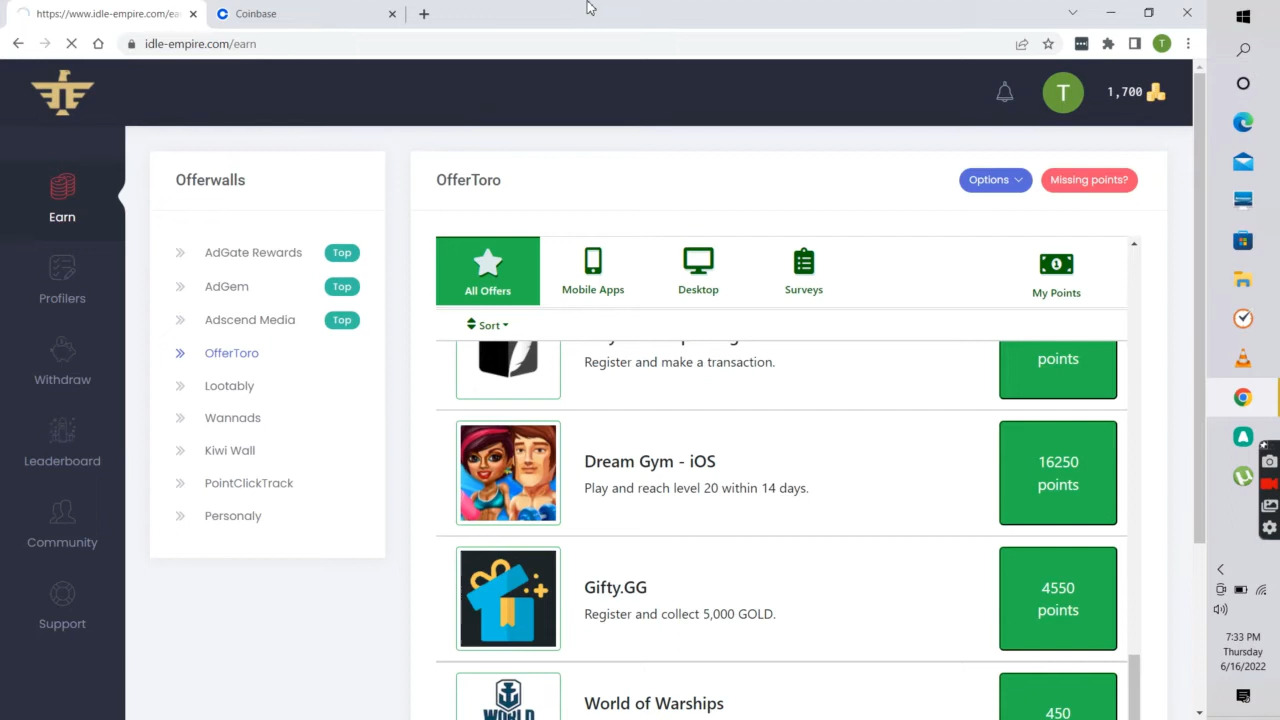 https://www.idle-empire.com/ea
Coinbase
idle-empire.com/earn
T
T
1,700
Earn
Profilers
Withdraw
Leaderboard
Community
Support
Offerwalls
AdGate Rewards Top
AdGem Top
Adscend Media Top
OfferToro
Lootably
Wannads
Kiwi Wall
PointClickTrack
Personaly
OfferToro
Options
Missing points?
All Offers
Mobile Apps
Desktop
Surveys
My Points
Sort
Register and make a transaction.
points
Dream Gym - iOS
Play and reach level 20 within 14 days.
16250
points
Gifty.GG
Register and collect 5,000 GOLD.
4550
points
World of Warships
WORLD
450
7:33 PM
Thursday
6/16/2022